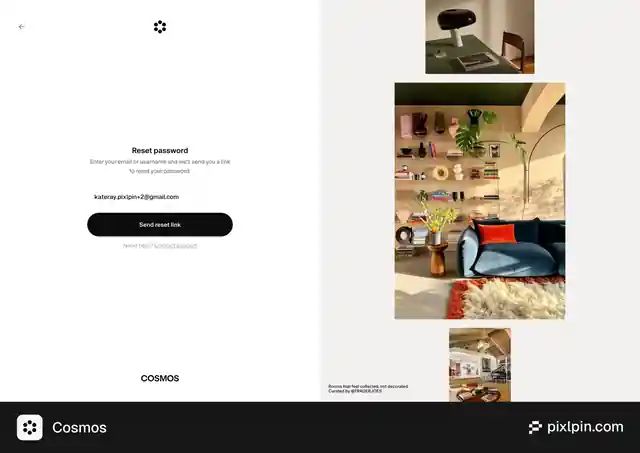 Reset password
Enter your email or username and we'll send you a link
to reset your password.
kateray.pixlpin+2@gmail.com
Send reset link
Need help? Contact support
COSMOS
Rooms that feel collected, not decorated.
Curated by
Cosmos
pixlpin.com